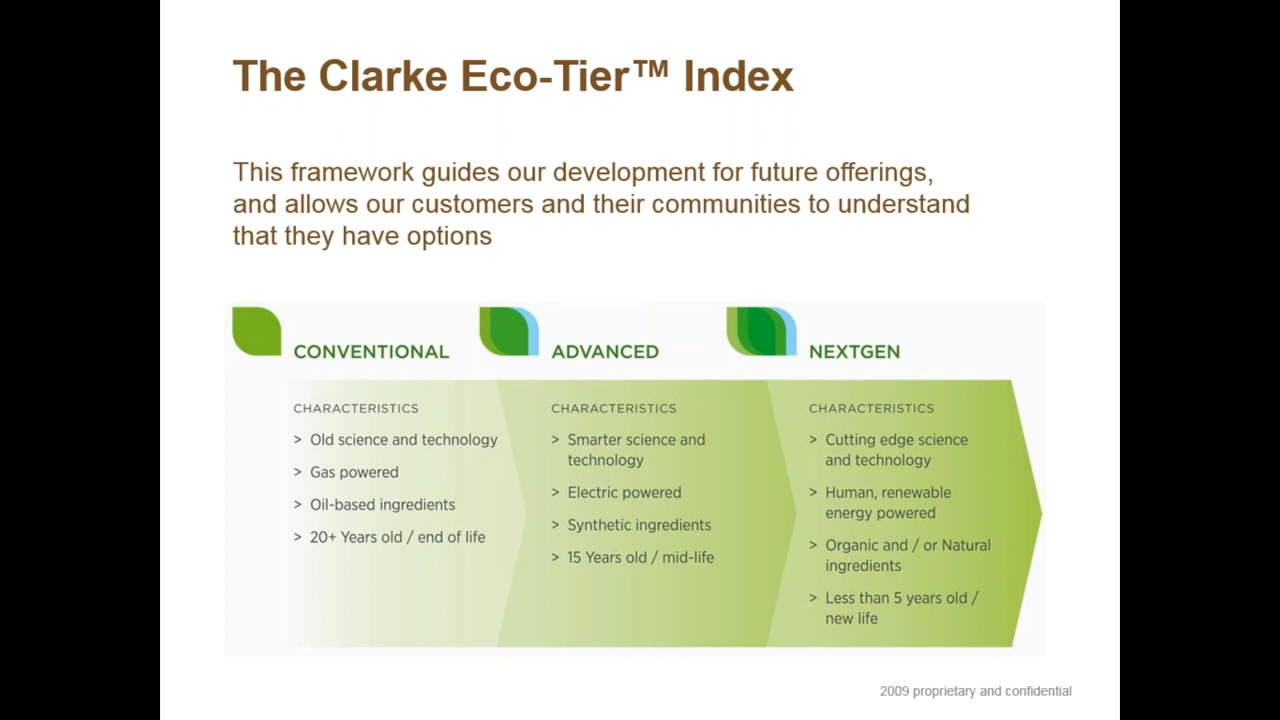 The Clarke Eco-Tier™ Index
This framework guides our development for future offerings,
and allows our customers and their communities to understand
that they have options
CONVENTIONAL
CHARACTERISTICS
> Old science and technology
> Gas powered
> Oil-based ingredients
> 20+ Years old / end of life
ADVANCED
CHARACTERISTICS
> Smarter science and
technology
> Electric powered
> Synthetic ingredients
> 15 Years old / mid-life
NEXTGEN
CHARACTERISTICS
> Cutting edge science
and technology
> Human, renewable
energy powered
> Organic and / or Natural
ingredients
> Less than 5 years old /
new life
2009 proprietary and confidential